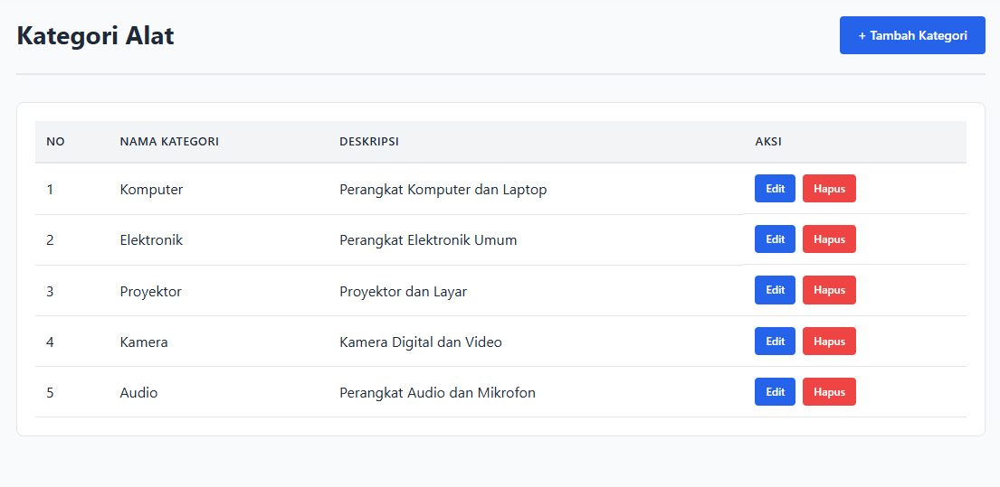 Kategori Alat
+ Tambah Kategori
NO NAMA KATEGORI DESKRIPSI AKSI
1 Komputer Perangkat Komputer dan Laptop Edit Hapus
2 Elektronik Perangkat Elektronik Umum Edit Hapus
3 Proyektor Proyektor dan Layar Edit Hapus
4 Kamera Kamera Digital dan Video Edit Hapus
5 Audio Perangkat Audio dan Mikrofon Edit Hapus